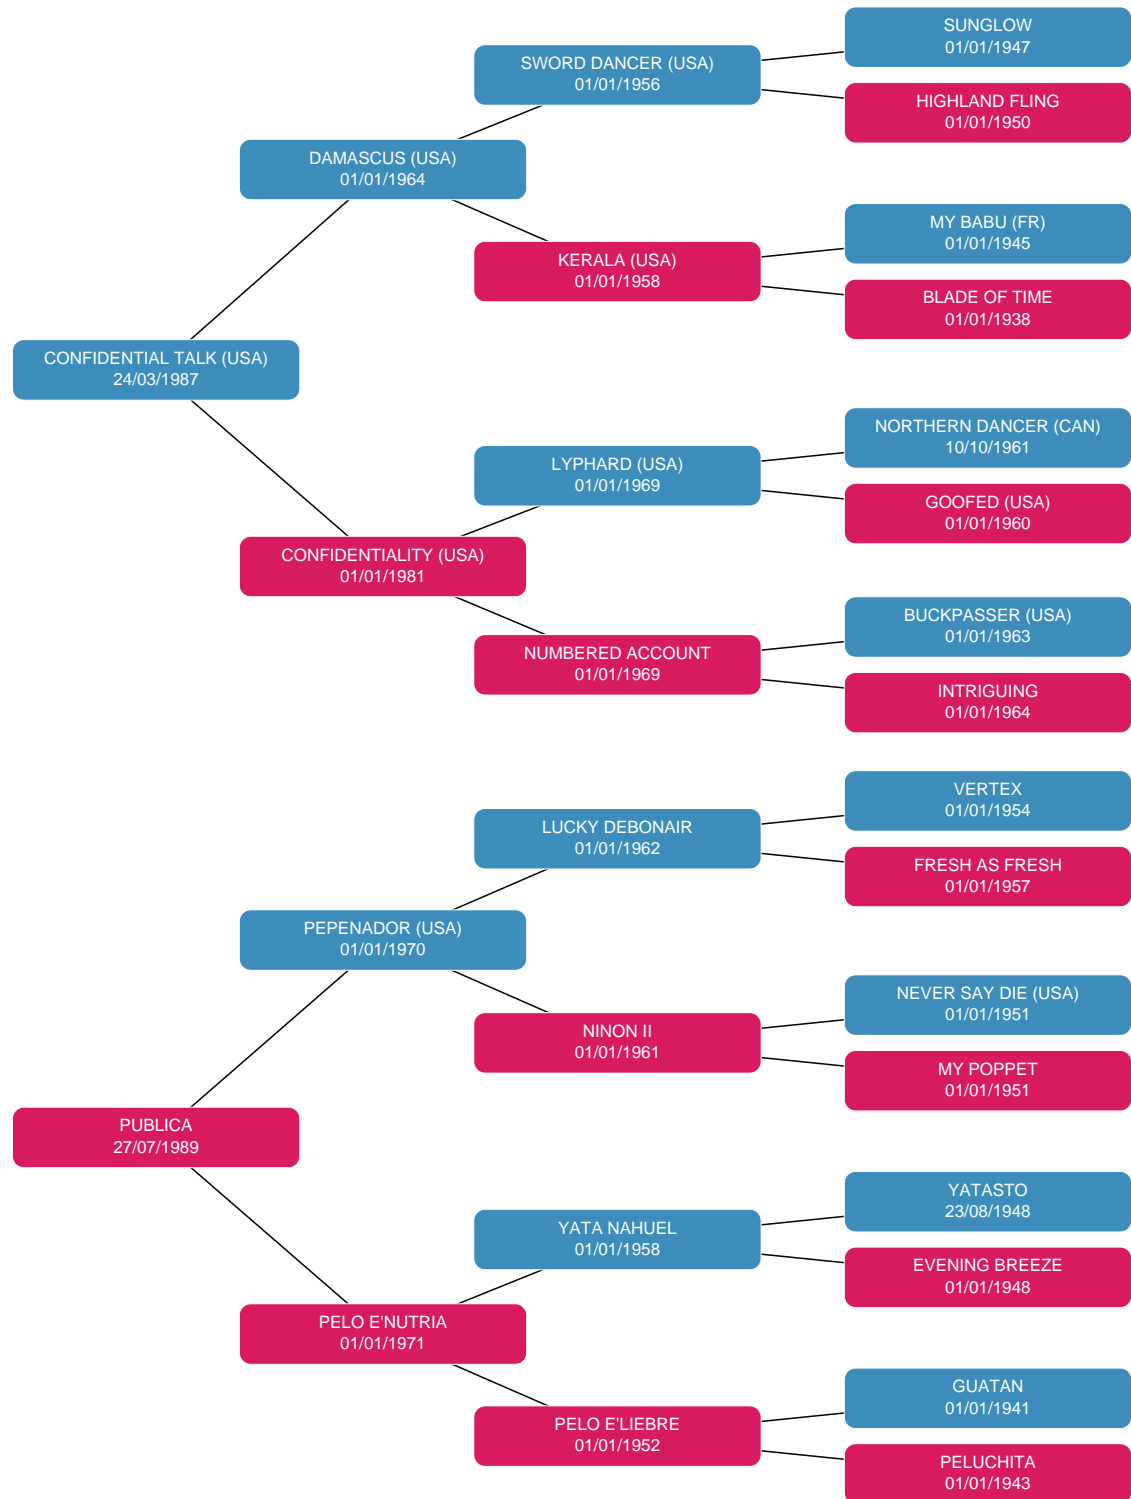 SUNGLOW
01/01/1947
SWORD DANCER (USA)
01/01/1956
HIGHLAND FLING
01/01/1950
DAMASCUS (USA)
01/01/1964
MY BABU (FR)
01/01/1945
KERALA (USA)
01/01/1958
BLADE OF TIME
01/01/1938
CONFIDENTIAL TALK (USA)
24/03/1987
NORTHERN DANCER (CAN)
10/10/1961
LYPHARD (USA)
01/01/1969
GOOFED (USA)
01/01/1960
CONFIDENTIALITY (USA)
01/01/1981
BUCKPASSER (USA)
01/01/1963
NUMBERED ACCOUNT
01/01/1969
INTRIGUING
01/01/1964
VERTEX
01/01/1954
LUCKY DEBONAIR
01/01/1962
FRESH AS FRESH
01/01/1957
PEPENADOR (USA)
01/01/1970
NEVER SAY DIE (USA)
01/01/1951
NINON II
01/01/1961
MY POPPET
01/01/1951
PUBLICA
27/07/1989
YATASTO
23/08/1948
YATA NAHUEL
01/01/1958
EVENING BREEZE
01/01/1948
PELO E'NUTRIA
01/01/1971
GUATAN
01/01/1941
PELO E'LIEBRE
01/01/1952
PELUCHITA
01/01/1943